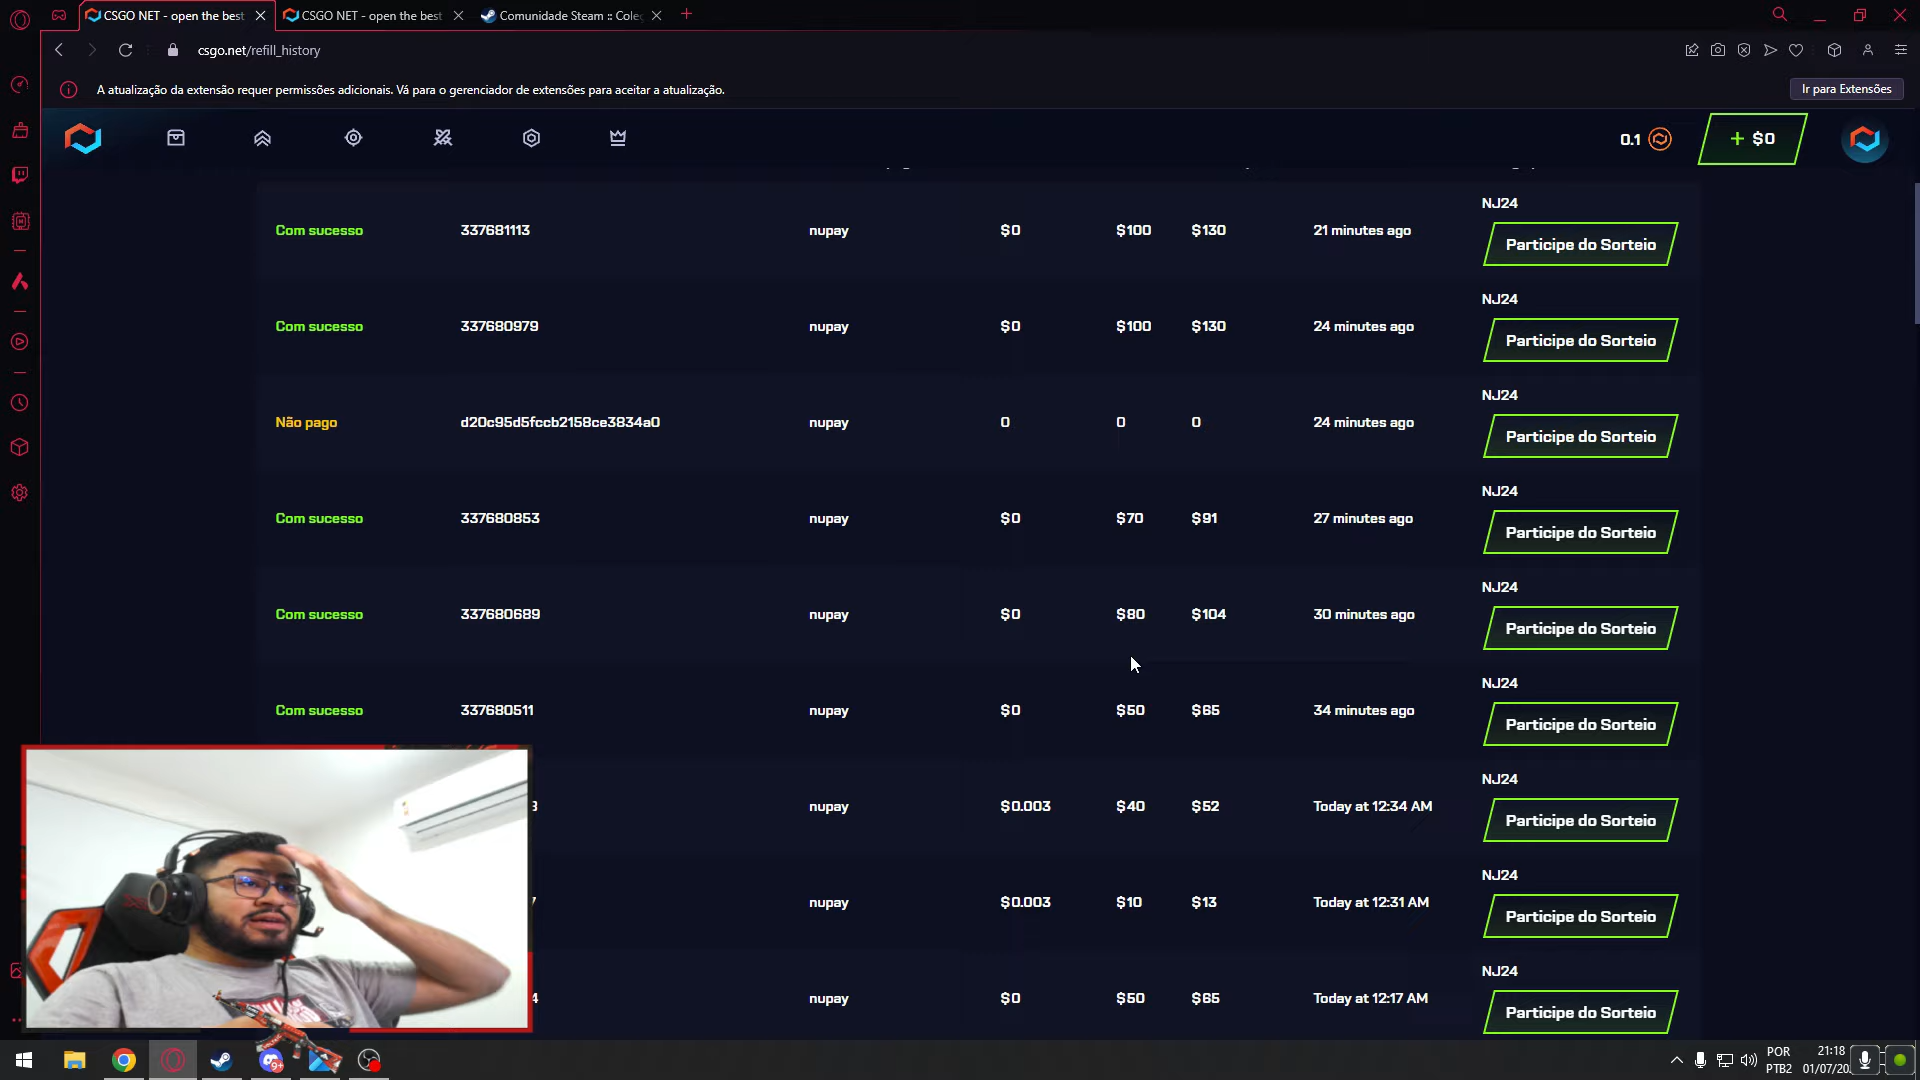 CSGO NET - open the best
CSGO NET - open the best
Comunidade Steam :: Cole
csgo.net/refill_history
A atualização da extensão requer permissões adicionais. Vá para o gerenciador de extensões para aceitar a atualização.
Ir para Extensões
0.1
+ $0
NJ24
Com sucesso 337681113 nupay $0 $100 $130 21 minutes ago Participe do Sorteio
NJ24
Com sucesso 337680979 nupay $0 $100 $130 24 minutes ago Participe do Sorteio
NJ24
Não pago d20c95d5fccb2158ce3834a0 nupay 0 0 0 24 minutes ago Participe do Sorteio
NJ24
Com sucesso 337680853 nupay $0 $70 $91 27 minutes ago Participe do Sorteio
NJ24
Com sucesso 337680689 nupay $0 $80 $104 30 minutes ago Participe do Sorteio
NJ24
Com sucesso 337680511 nupay $0 $50 $65 34 minutes ago Participe do Sorteio
NJ24
3 nupay $0.003 $40 $52 Today at 12:34 AM Participe do Sorteio
NJ24
7 nupay $0.003 $10 $13 Today at 12:31 AM Participe do Sorteio
NJ24
4 nupay $0 $50 $65 Today at 12:17 AM Participe do Sorteio
9+
POR
PTB2
21:18
01/07/20